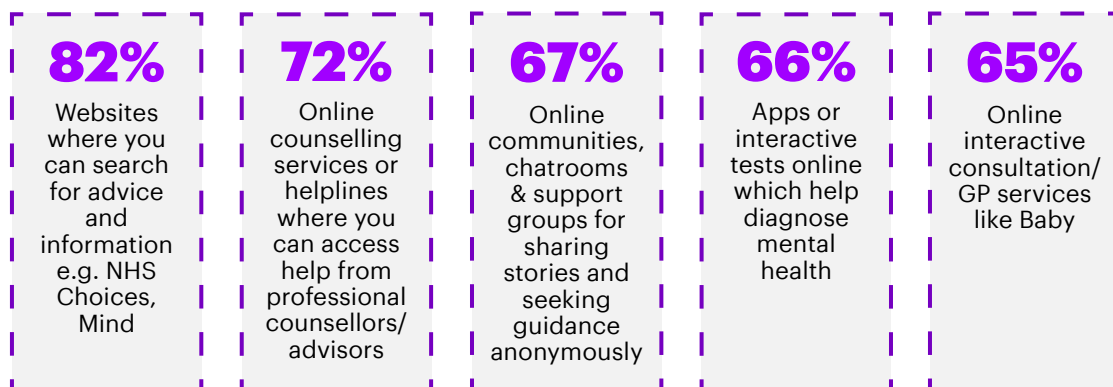 82%
Websites
where you
can search
for advice
and
information
e.g. NHS
Choices,
Mind
72%
Online
counselling
services or
helplines
where you
can access
help from
professional
counsellors/
advisors
67%
Online
communities,
chatrooms
& support
groups for
sharing
stories and
seeking
guidance
anonymously
66%
Apps or
interactive
tests online
which help
diagnose
mental
health
65%
Online
interactive
consultation/
GP services
like Baby